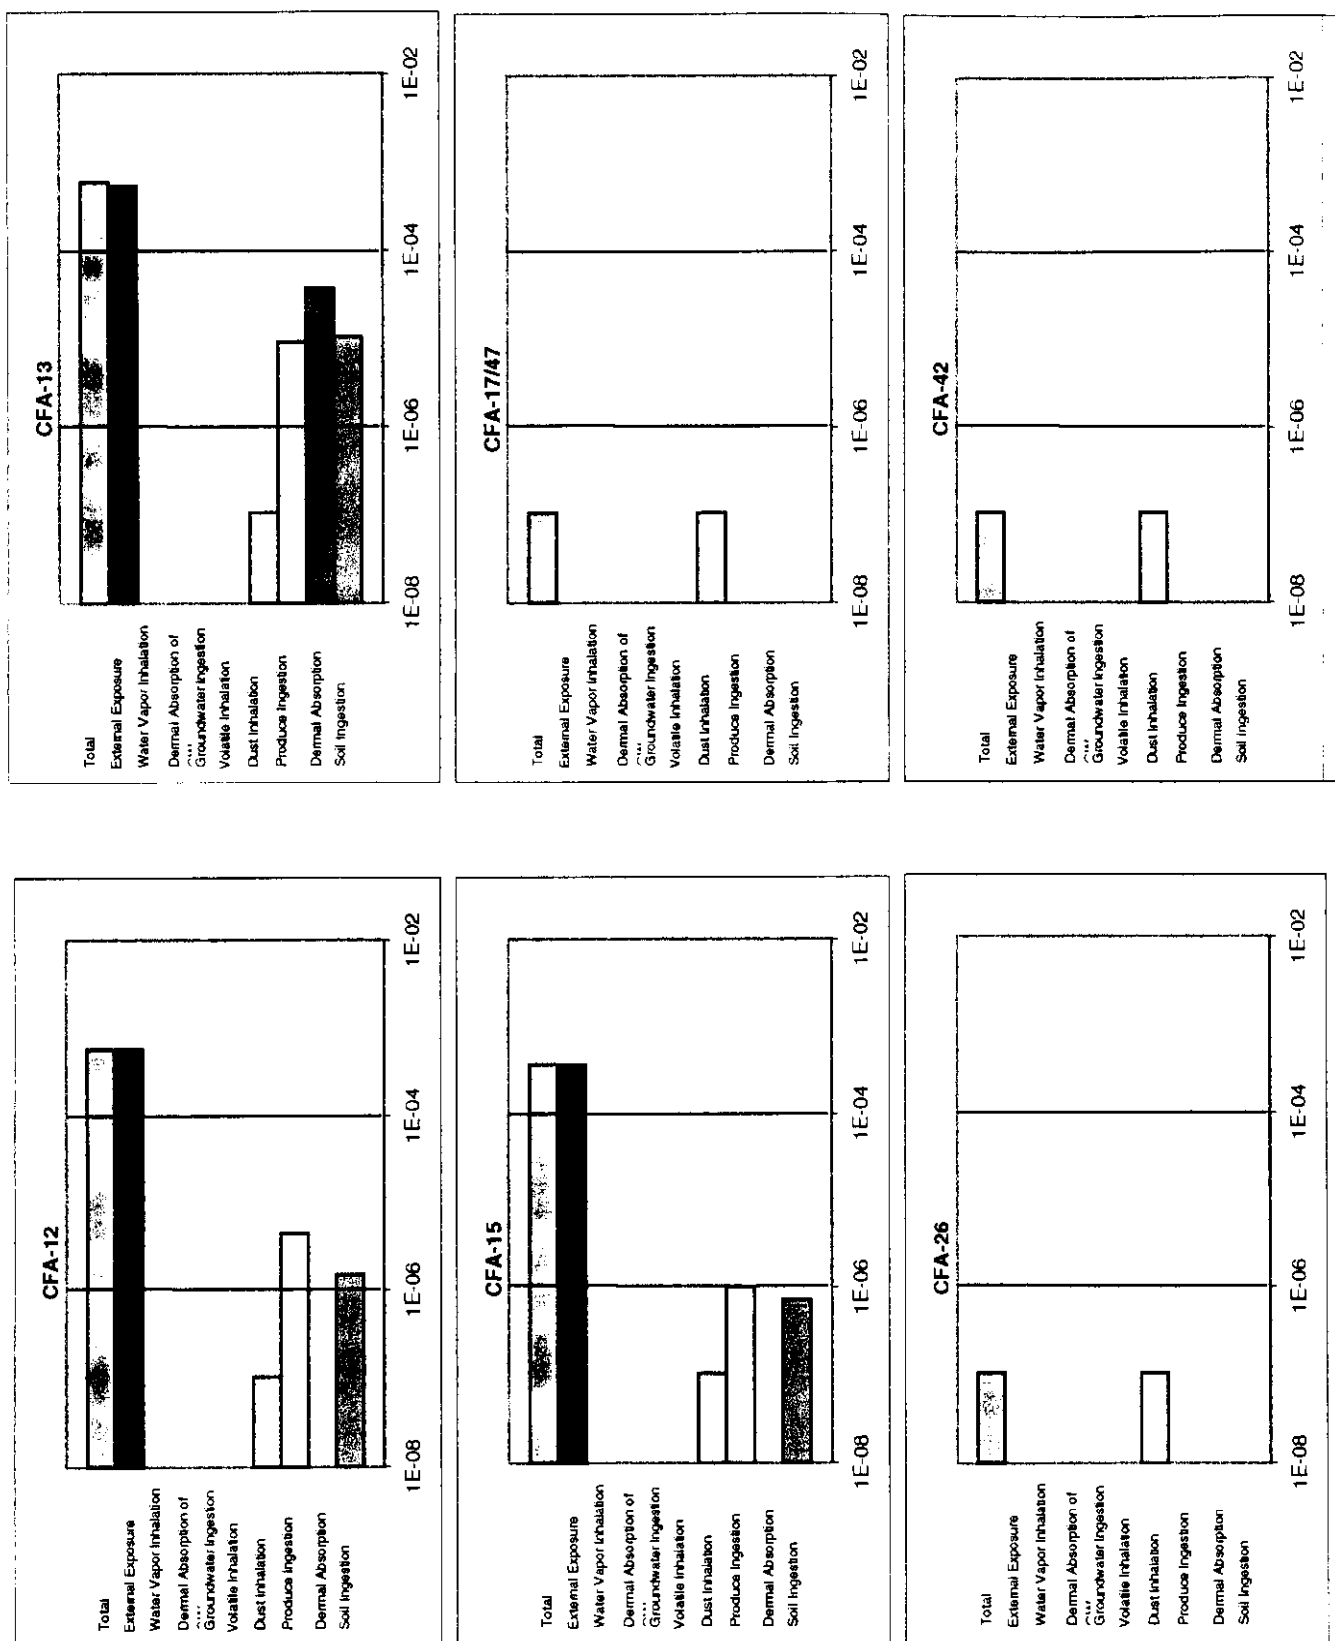 CFA-13
Total
External Exposure
Water Vapor Inhalation
Dermal Absorption of
Groundwater Ingestion
Volatile Inhalation
Dust Inhalation
Produce Ingestion
Dermal Absorption
Soil Ingestion
1E-08
1E-06
1E-04
1E-02
CFA-17/47
Total
External Exposure
Water Vapor Inhalation
Dermal Absorption of
Groundwater Ingestion
Volatile Inhalation
Dust Inhalation
Produce Ingestion
Dermal Absorption
Soil Ingestion
1E-08
1E-06
1E-04
1E-02
CFA-42
Total
External Exposure
Water Vapor Inhalation
Dermal Absorption of
Groundwater Ingestion
Volatile Inhalation
Dust Inhalation
Produce Ingestion
Dermal Absorption
Soil Ingestion
1E-08
1E-06
1E-04
1E-02
CFA-12
Total
External Exposure
Water Vapor Inhalation
Dermal Absorption of
Groundwater Ingestion
Volatile Inhalation
Dust Inhalation
Produce Ingestion
Dermal Absorption
Soil Ingestion
1E-08
1E-06
1E-04
1E-02
CFA-15
Total
External Exposure
Water Vapor Inhalation
Dermal Absorption of
Groundwater Ingestion
Volatile Inhalation
Dust Inhalation
Produce Ingestion
Dermal Absorption
Soil Ingestion
1E-08
1E-06
1E-04
1E-02
CFA-26
Total
External Exposure
Water Vapor Inhalation
Dermal Absorption of
Groundwater Ingestion
Volatile Inhalation
Dust Inhalation
Produce Ingestion
Dermal Absorption
Soil Ingestion
1E-08
1E-06
1E-04
1E-02